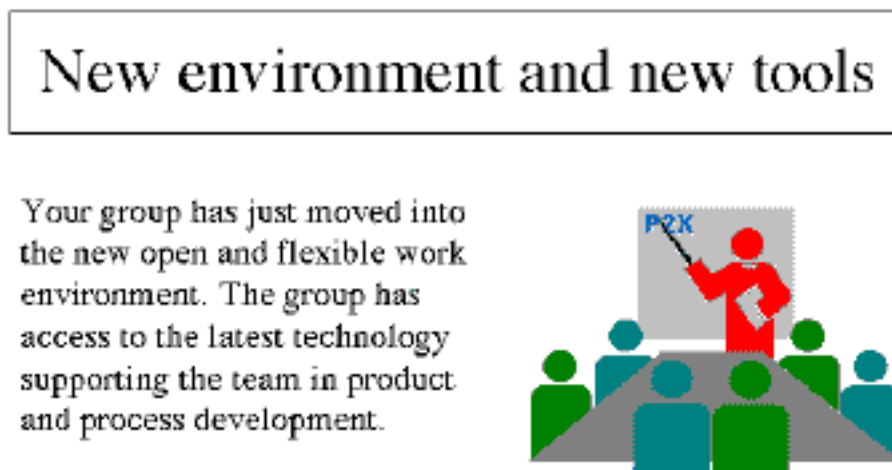 New environment and new tools
Your group has just moved into
the new open and flexible work
environment. The group has
access to the latest technology
supporting the team in product
and process development.
P2X